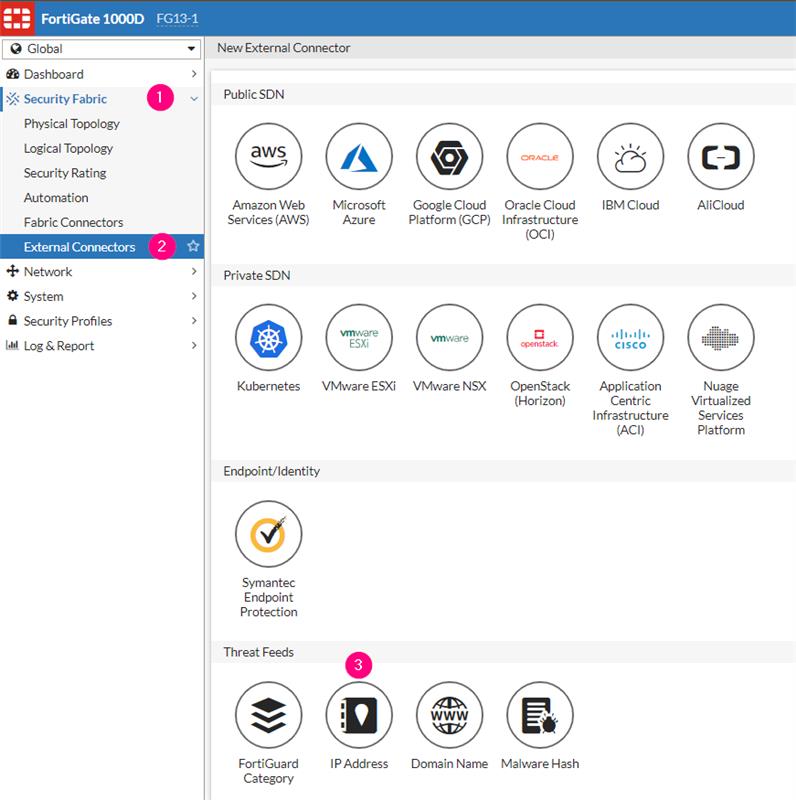 FortiGate 1000D FG13-1
Global
New External Connector
Dashboard
Security Fabric 1
Physical Topology
Logical Topology
Security Rating
Automation
Fabric Connectors
External Connectors 2
Network
System
Security Profiles
Log & Report
Public SDN
aws
ORACLE
Amazon Web
Services (AWS)
Microsoft
Azure
Google Cloud
Platform (GCP)
Oracle Cloud
Infrastructure
(OCI)
IBM Cloud
AliCloud
Private SDN
vmware
ESXi
vmware
openstack
CISCO
Kubernetes
VMware ESXi
VMware NSX
OpenStack
(Horizon)
Application
Centric
Infrastructure
(ACI)
Nuage
Virtualized
Services
Platform
Endpoint/Identity
Symantec
Endpoint
Protection
Threat Feeds
3
WWW
FortiGuard
Category
IP Address
Domain Name
Malware Hash